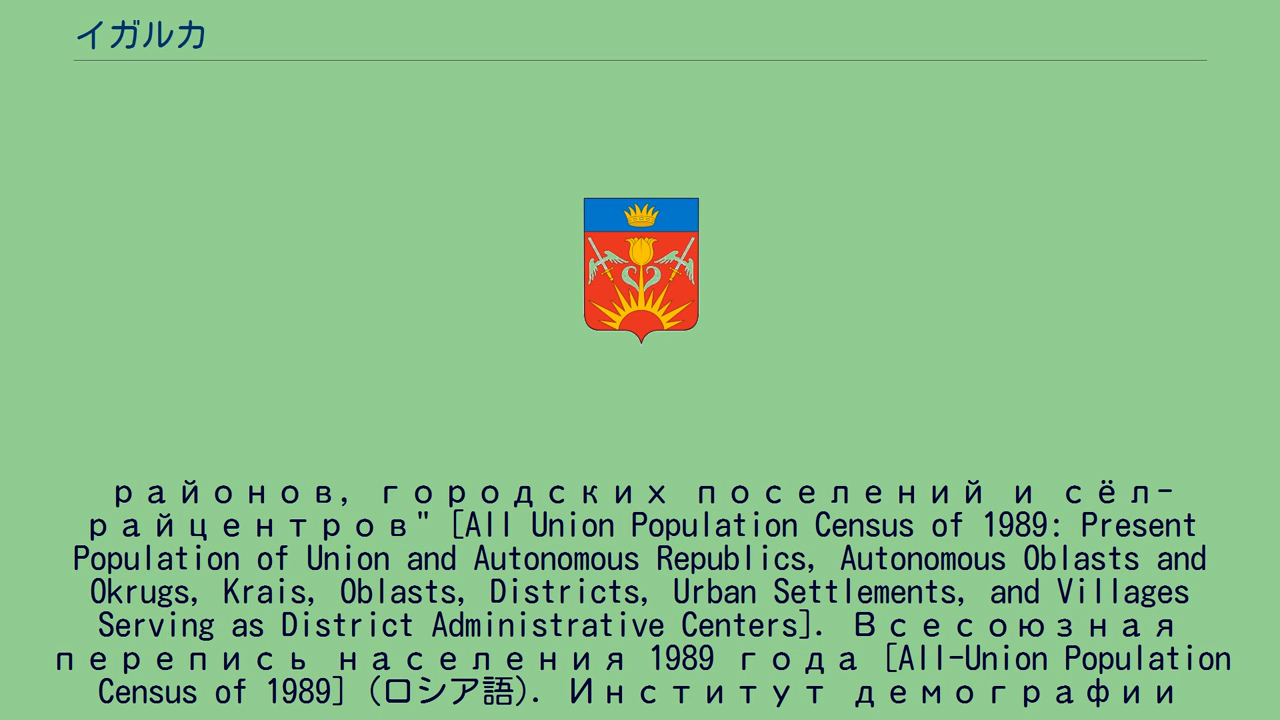 イガルカ
районов, городских поселений и сёл-
райцентров" [All Union Population Census of 1989: Present
Population of Union and Autonomous Republics, Autonomous Oblasts and
Okrugs, Krais, Oblasts, Districts, Urban Settlements, and Villages
Serving as District Administrative Centers]. Всесоюзная
перепись населения 1989 года [All-Union Population
Census of 1989] (ロシア語). Институт демографии